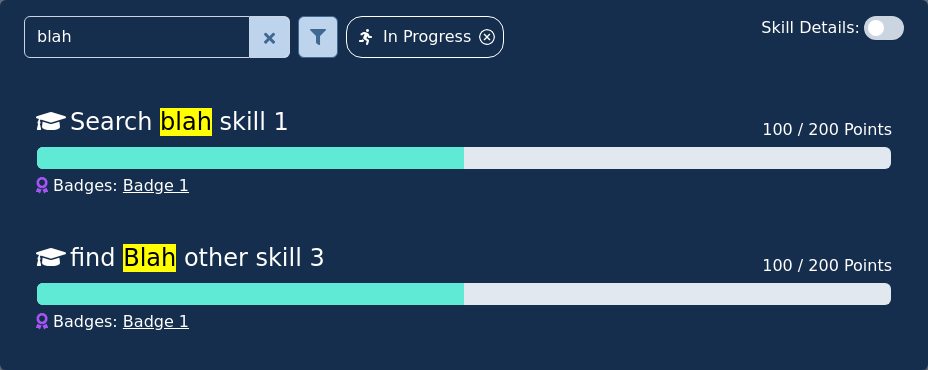 blah
In Progress
Skill Details:
Search blah skill 1
100 / 200 Points
Badges: Badge 1
find Blah other skill 3
100 / 200 Points
Badges: Badge 1